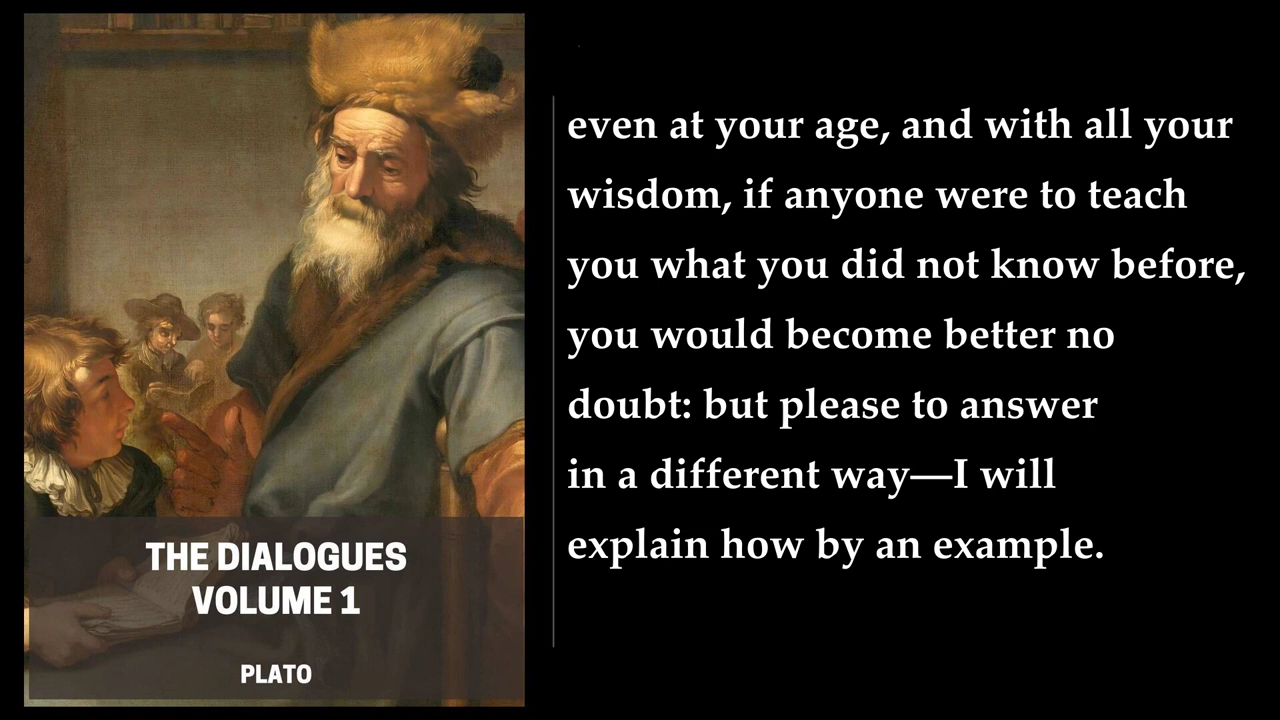 THE DIALOGUES
VOLUME 1
PLATO
even at your age, and with all your
wisdom, if anyone were to teach
you what you did not know before,
you would become better no
doubt: but please to answer
in a different way—I will
explain how by an example.